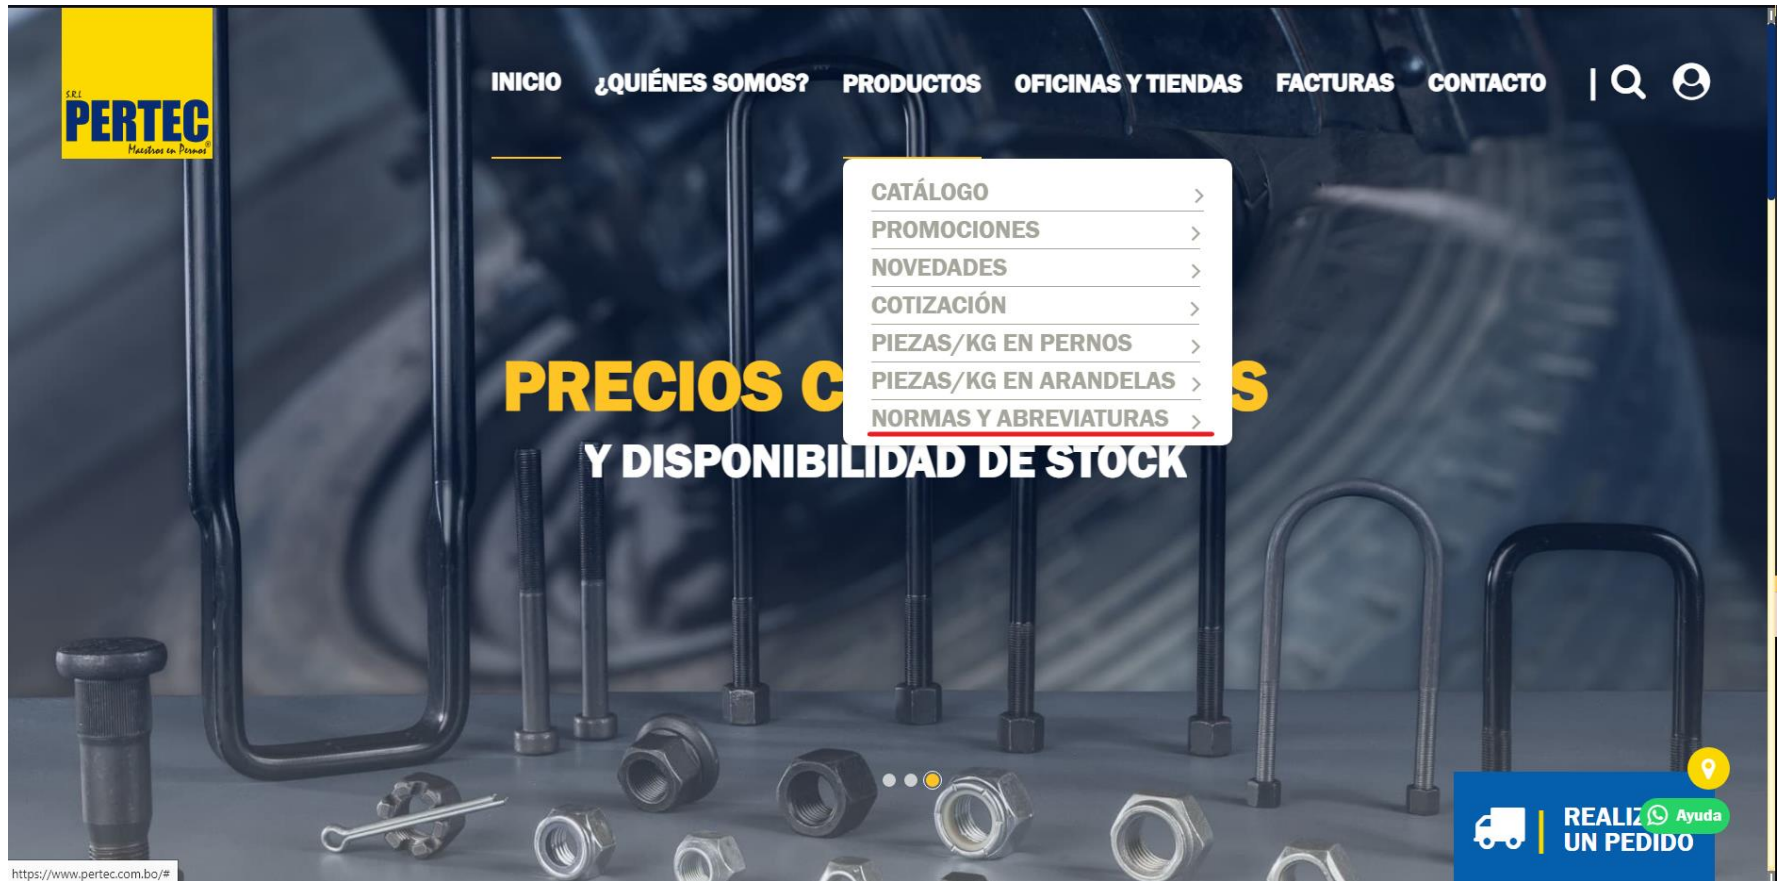 S.R.L
PERTEC
Maestros en Pernos®
INICIO ¿QUIÉNES SOMOS? PRODUCTOS OFICINAS Y TIENDAS FACTURAS CONTACTO |
CATÁLOGO
PROMOCIONES
NOVEDADES
COTIZACIÓN
PIEZAS/KG EN PERNOS
PIEZAS/KG EN ARANDELAS
NORMAS Y ABREVIATURAS
PRECIOS C S
Y DISPONIBILIDAD DE STOCK
REALIZ
UN PEDIDO
Ayuda
https://www.pertec.com.bo/#